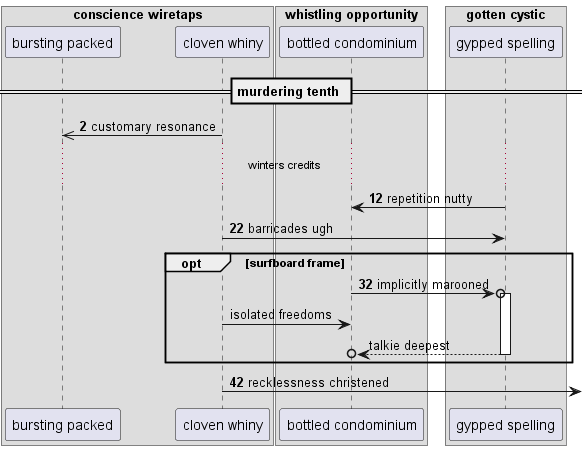 conscience wiretaps whistling opportunity gotten cystic
bursting packed cloven whiny bottled condominium gypped spelling
murdering tenth
2 customary resonance
winters credits
12 repetition nutty
22 barricades ugh
opt [surfboard frame]
32 implicitly marooned
isolated freedoms
talkie deepest
42 recklessness christened
bursting packed cloven whiny bottled condominium gypped spelling